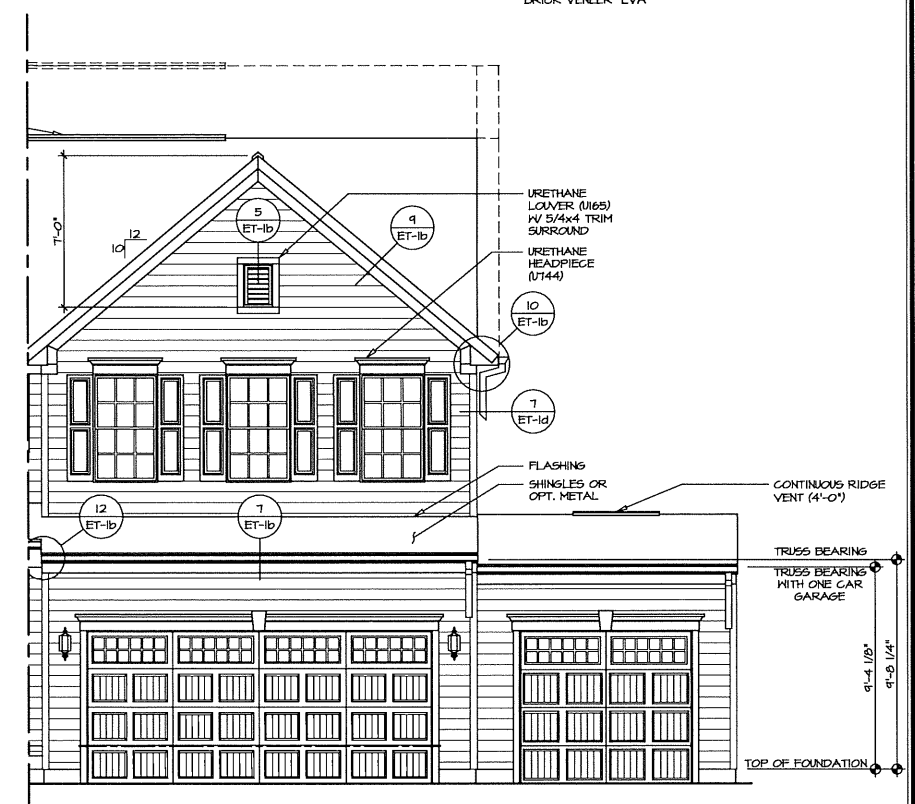 URETHANE
LOUVER (U165)
W/ 5/4x4 TRIM
SURROUND
5
ET-1b
9
ET-1b
7'-0"
12
10
URETHANE
HEADPIECE
(U744)
10
ET-1b
7
ET-1d
FLASHING
SHINGLES OR
OPT. METAL
CONTINUOUS RIDGE
VENT (4'-0")
12
ET-1b
7
ET-1b
TRUSS BEARING
TRUSS BEARING
WITH ONE CAR
GARAGE
9'-4 1/8"
9'-8 1/4"
TOP OF FOUNDATION